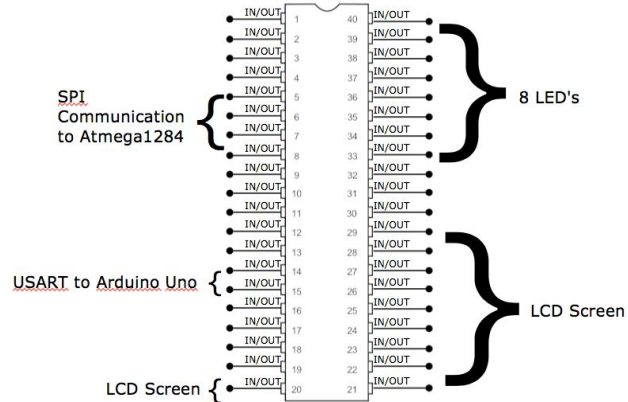 IN/OUT 1 40 IN/OUT
IN/OUT 2 39 IN/OUT
IN/OUT 3 38 IN/OUT
IN/OUT 4 37 IN/OUT
IN/OUT 5 36 IN/OUT
IN/OUT 6 35 IN/OUT
IN/OUT 7 34 IN/OUT
IN/OUT 8 33 IN/OUT
IN/OUT 9 32 IN/OUT
IN/OUT 10 31 IN/OUT
IN/OUT 11 30 IN/OUT
IN/OUT 12 29 IN/OUT
IN/OUT 13 28 IN/OUT
IN/OUT 14 27 IN/OUT
IN/OUT 15 26 IN/OUT
IN/OUT 16 25 IN/OUT
IN/OUT 17 24 IN/OUT
IN/OUT 18 23 IN/OUT
IN/OUT 19 22 IN/OUT
IN/OUT 20 21 IN/OUT
SPI
Communication
to Atmega1284
USART to Arduino Uno
LCD Screen
8 LED's
LCD Screen